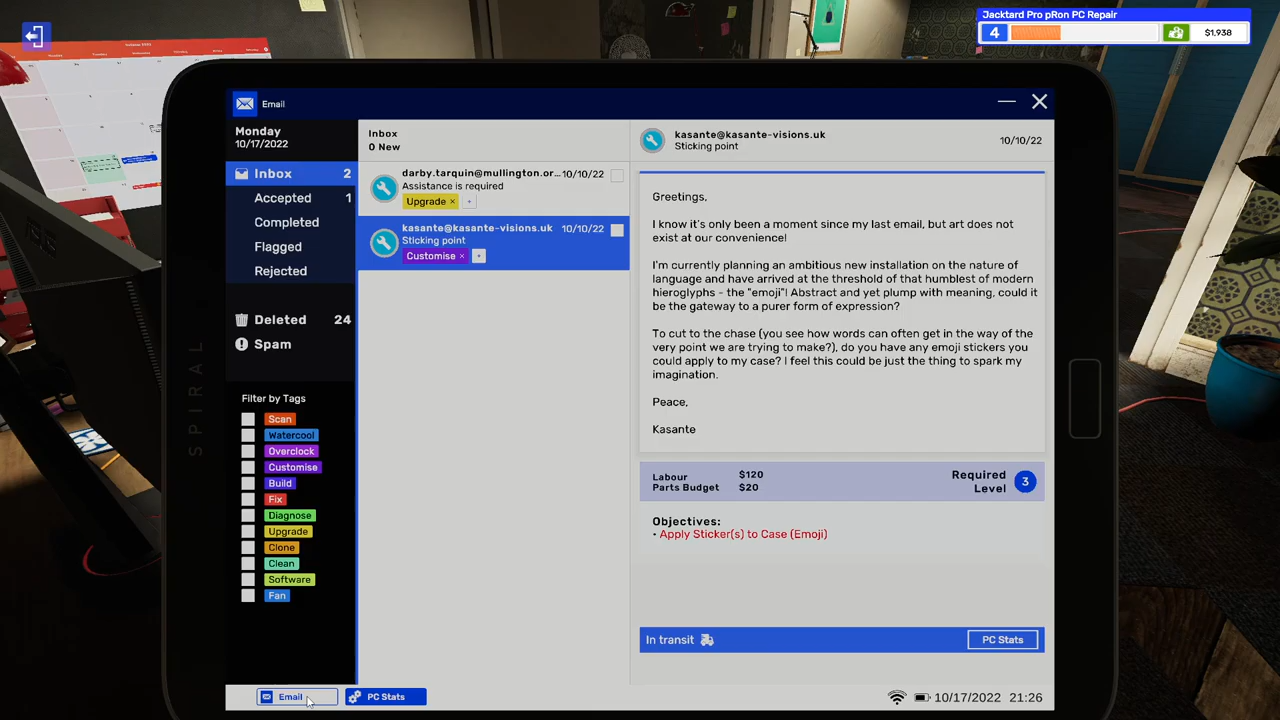 Jacktard Pro pRon PC Repair
4
$1,938
Email
Monday
10/17/2022
Inbox 2
Accepted 1
Completed
Flagged
Rejected
Deleted 24
Spam
Filter by Tags
Scan
Watercool
Overclock
Customise
Build
Fix
Diagnose
Upgrade
Clone
Clean
Software
Fan
Inbox
0 New
darby.tarquin@mullington.or... 10/10/22
Assistance is required
Upgrade × +
kasante@kasante-visions.uk 10/10/22
Sticking point
Customise × +
kasante@kasante-visions.uk 10/10/22
Sticking point
Greetings,
I know it's only been a moment since my last email, but art does not
exist at our convenience!
I'm currently planning an ambitious new installation on the nature of
language and have arrived at the threshold of that humblest of modern
hieroglyphs - the "emoji"! Abstract and yet plump with meaning, could it
be the gateway to a purer form of expression?
To cut to the chase (you see how words can often get in the way of the
very point we are trying to make?), do you have any emoji stickers you
could apply to my case? I feel this could be just the thing to spark my
imagination.
Peace,
Kasante
Labour $120
Parts Budget $20
Required
Level 3
Objectives:
• Apply Sticker(s) to Case (Emoji)
In transit
PC Stats
SPIRAL
Email
PC Stats
10/17/2022 21:26